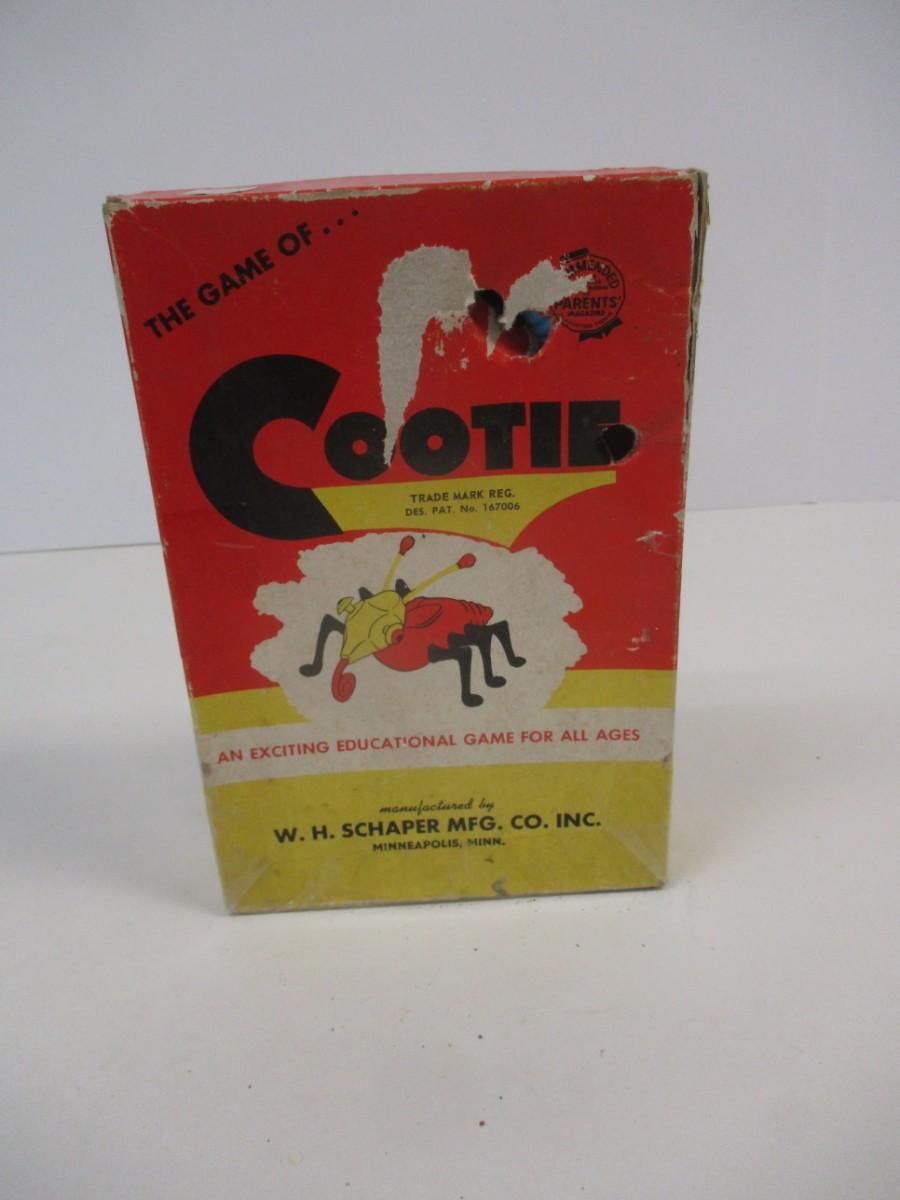 THE GAME OF...
PARENTS'
MAGAZINE
COOTIE
TRADE MARK REG.
DES. PAT. No. 167006
AN EXCITING EDUCATIONAL GAME FOR ALL AGES
manufactured by
W. H. SCHAPER MFG. CO. INC.
MINNEAPOLIS, MINN.